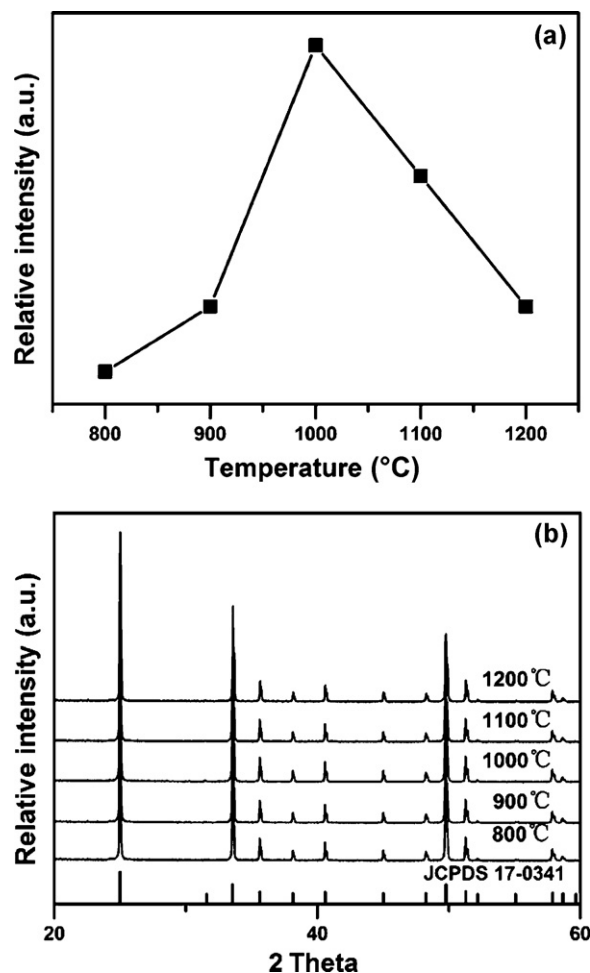 (a)
Relative intensity (a.u.)
800 900 1000 1100 1200
Temperature (°C)
(b)
Relative intensity (a.u.)
1200℃
1100℃
1000℃
900℃
800℃
JCPDS 17-0341
20 40 60
2 Theta